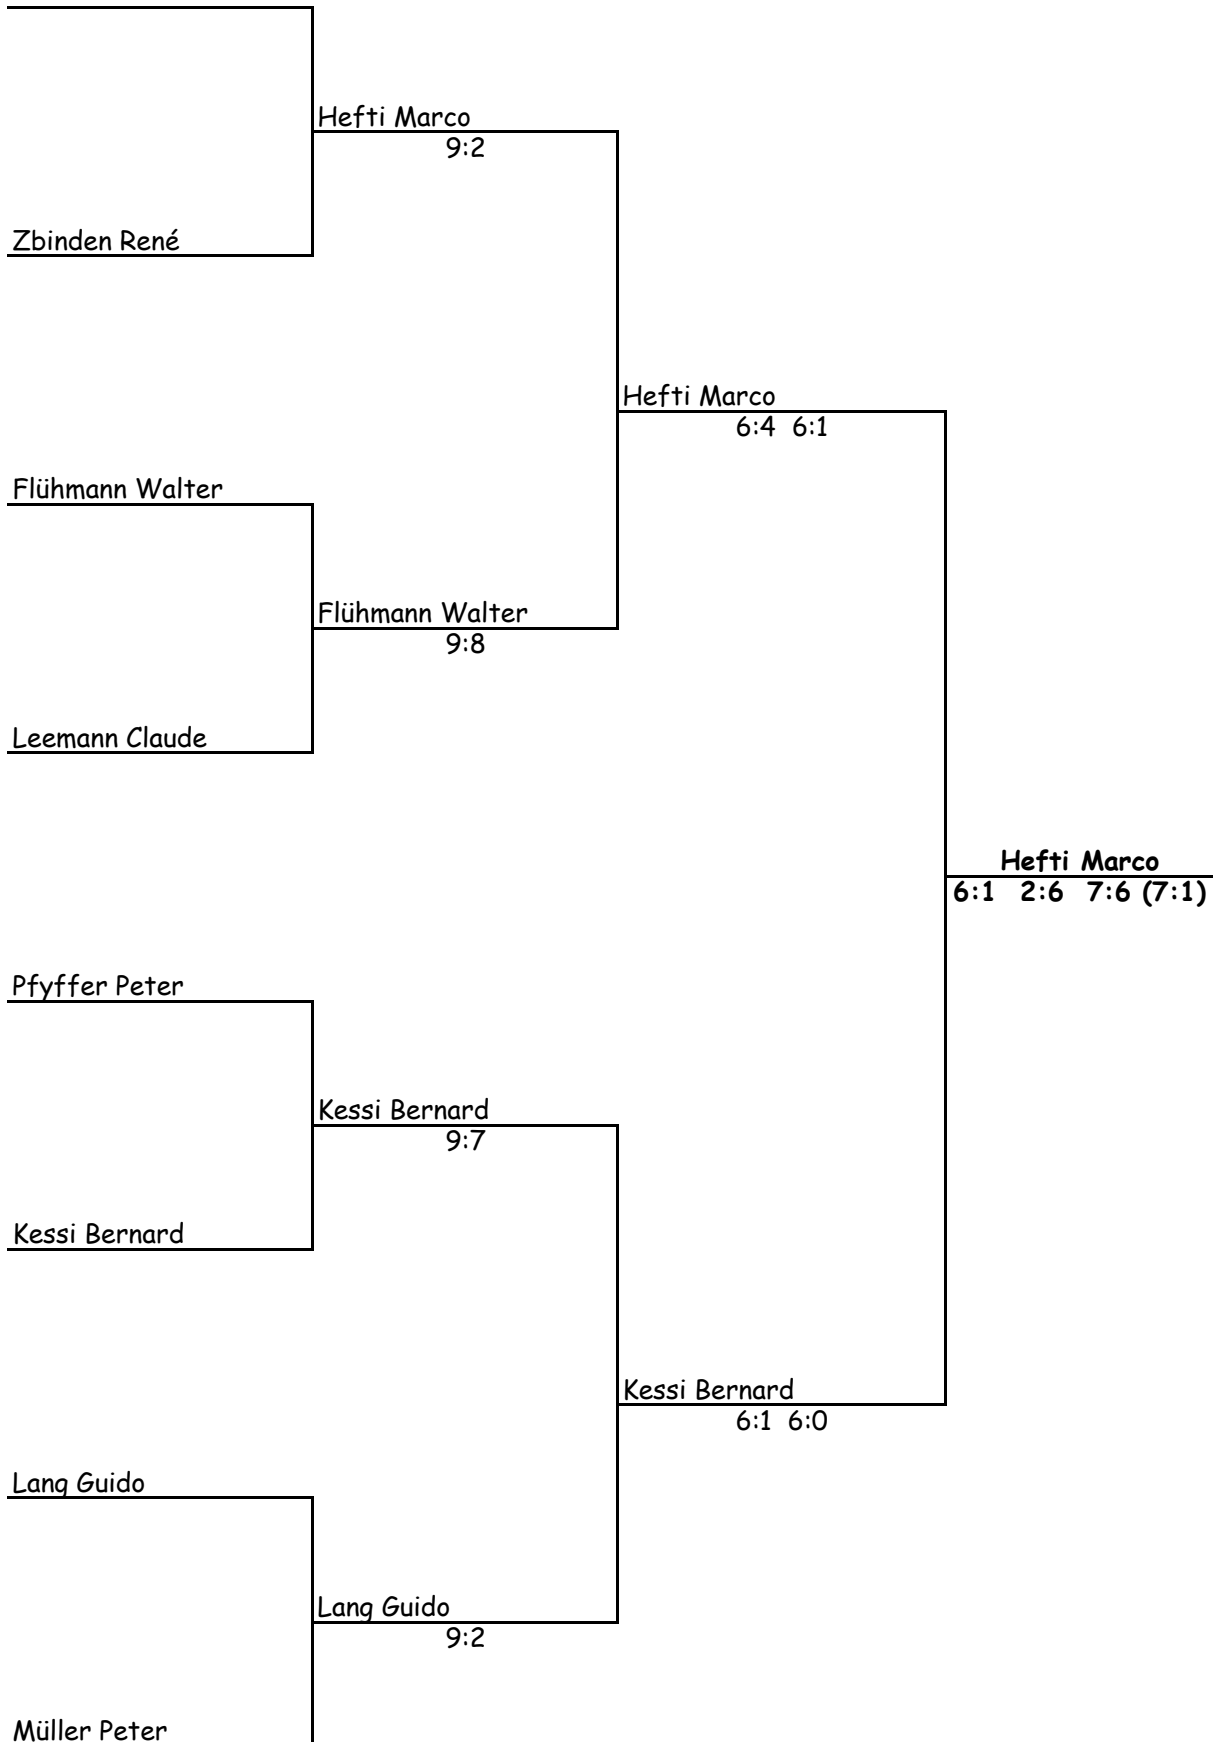 Hefti Marco
9:2
Zbinden René
Hefti Marco
6:4 6:1
Flühmann Walter
Flühmann Walter
9:8
Leemann Claude
Hefti Marco
6:1 2:6 7:6 (7:1)
Pfyffer Peter
Kessi Bernard
9:7
Kessi Bernard
Kessi Bernard
6:1 6:0
Lang Guido
Lang Guido
9:2
Müller Peter